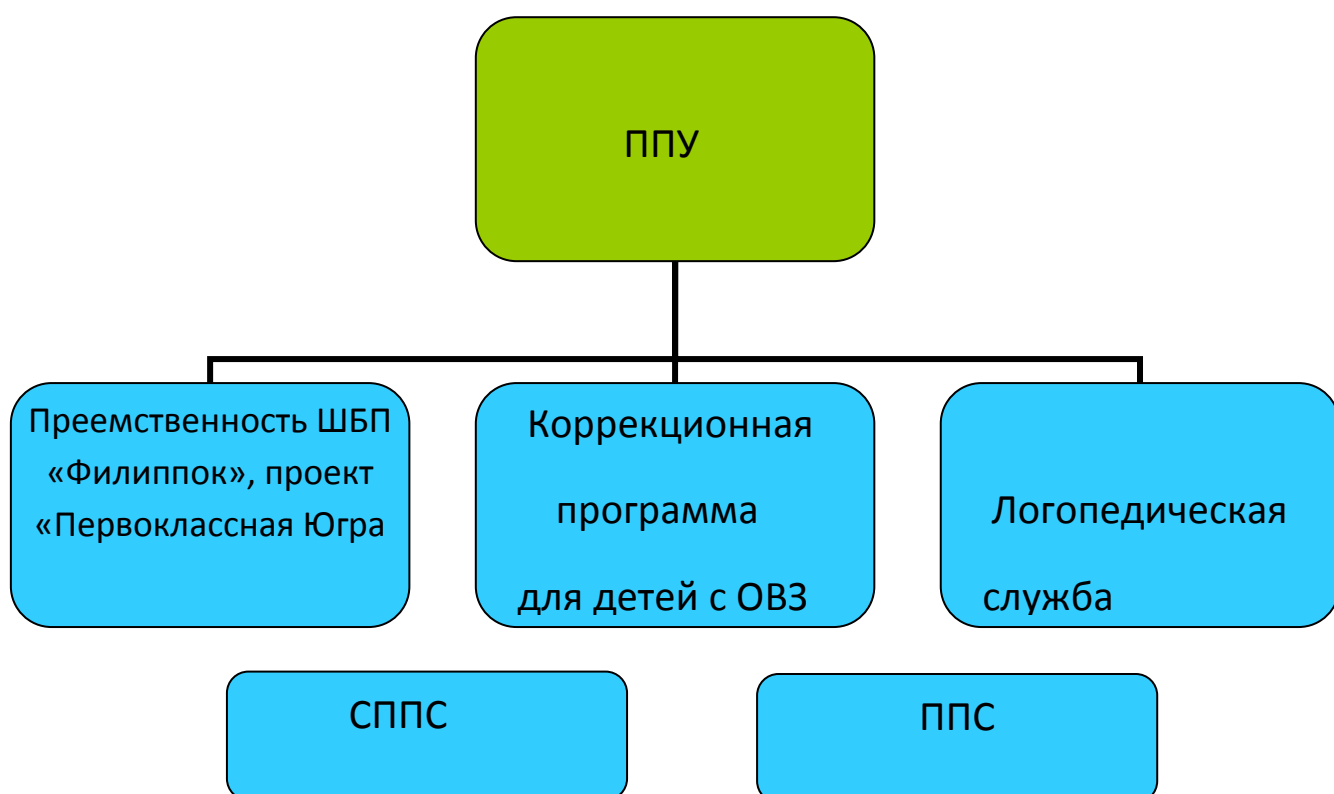 ППУ
Преемственность ШБП
«Филиппок», проект
«Первоклассная Югра
Коррекционная
программа
для детей с ОВЗ
Логопедическая
служба
СППС
ППС